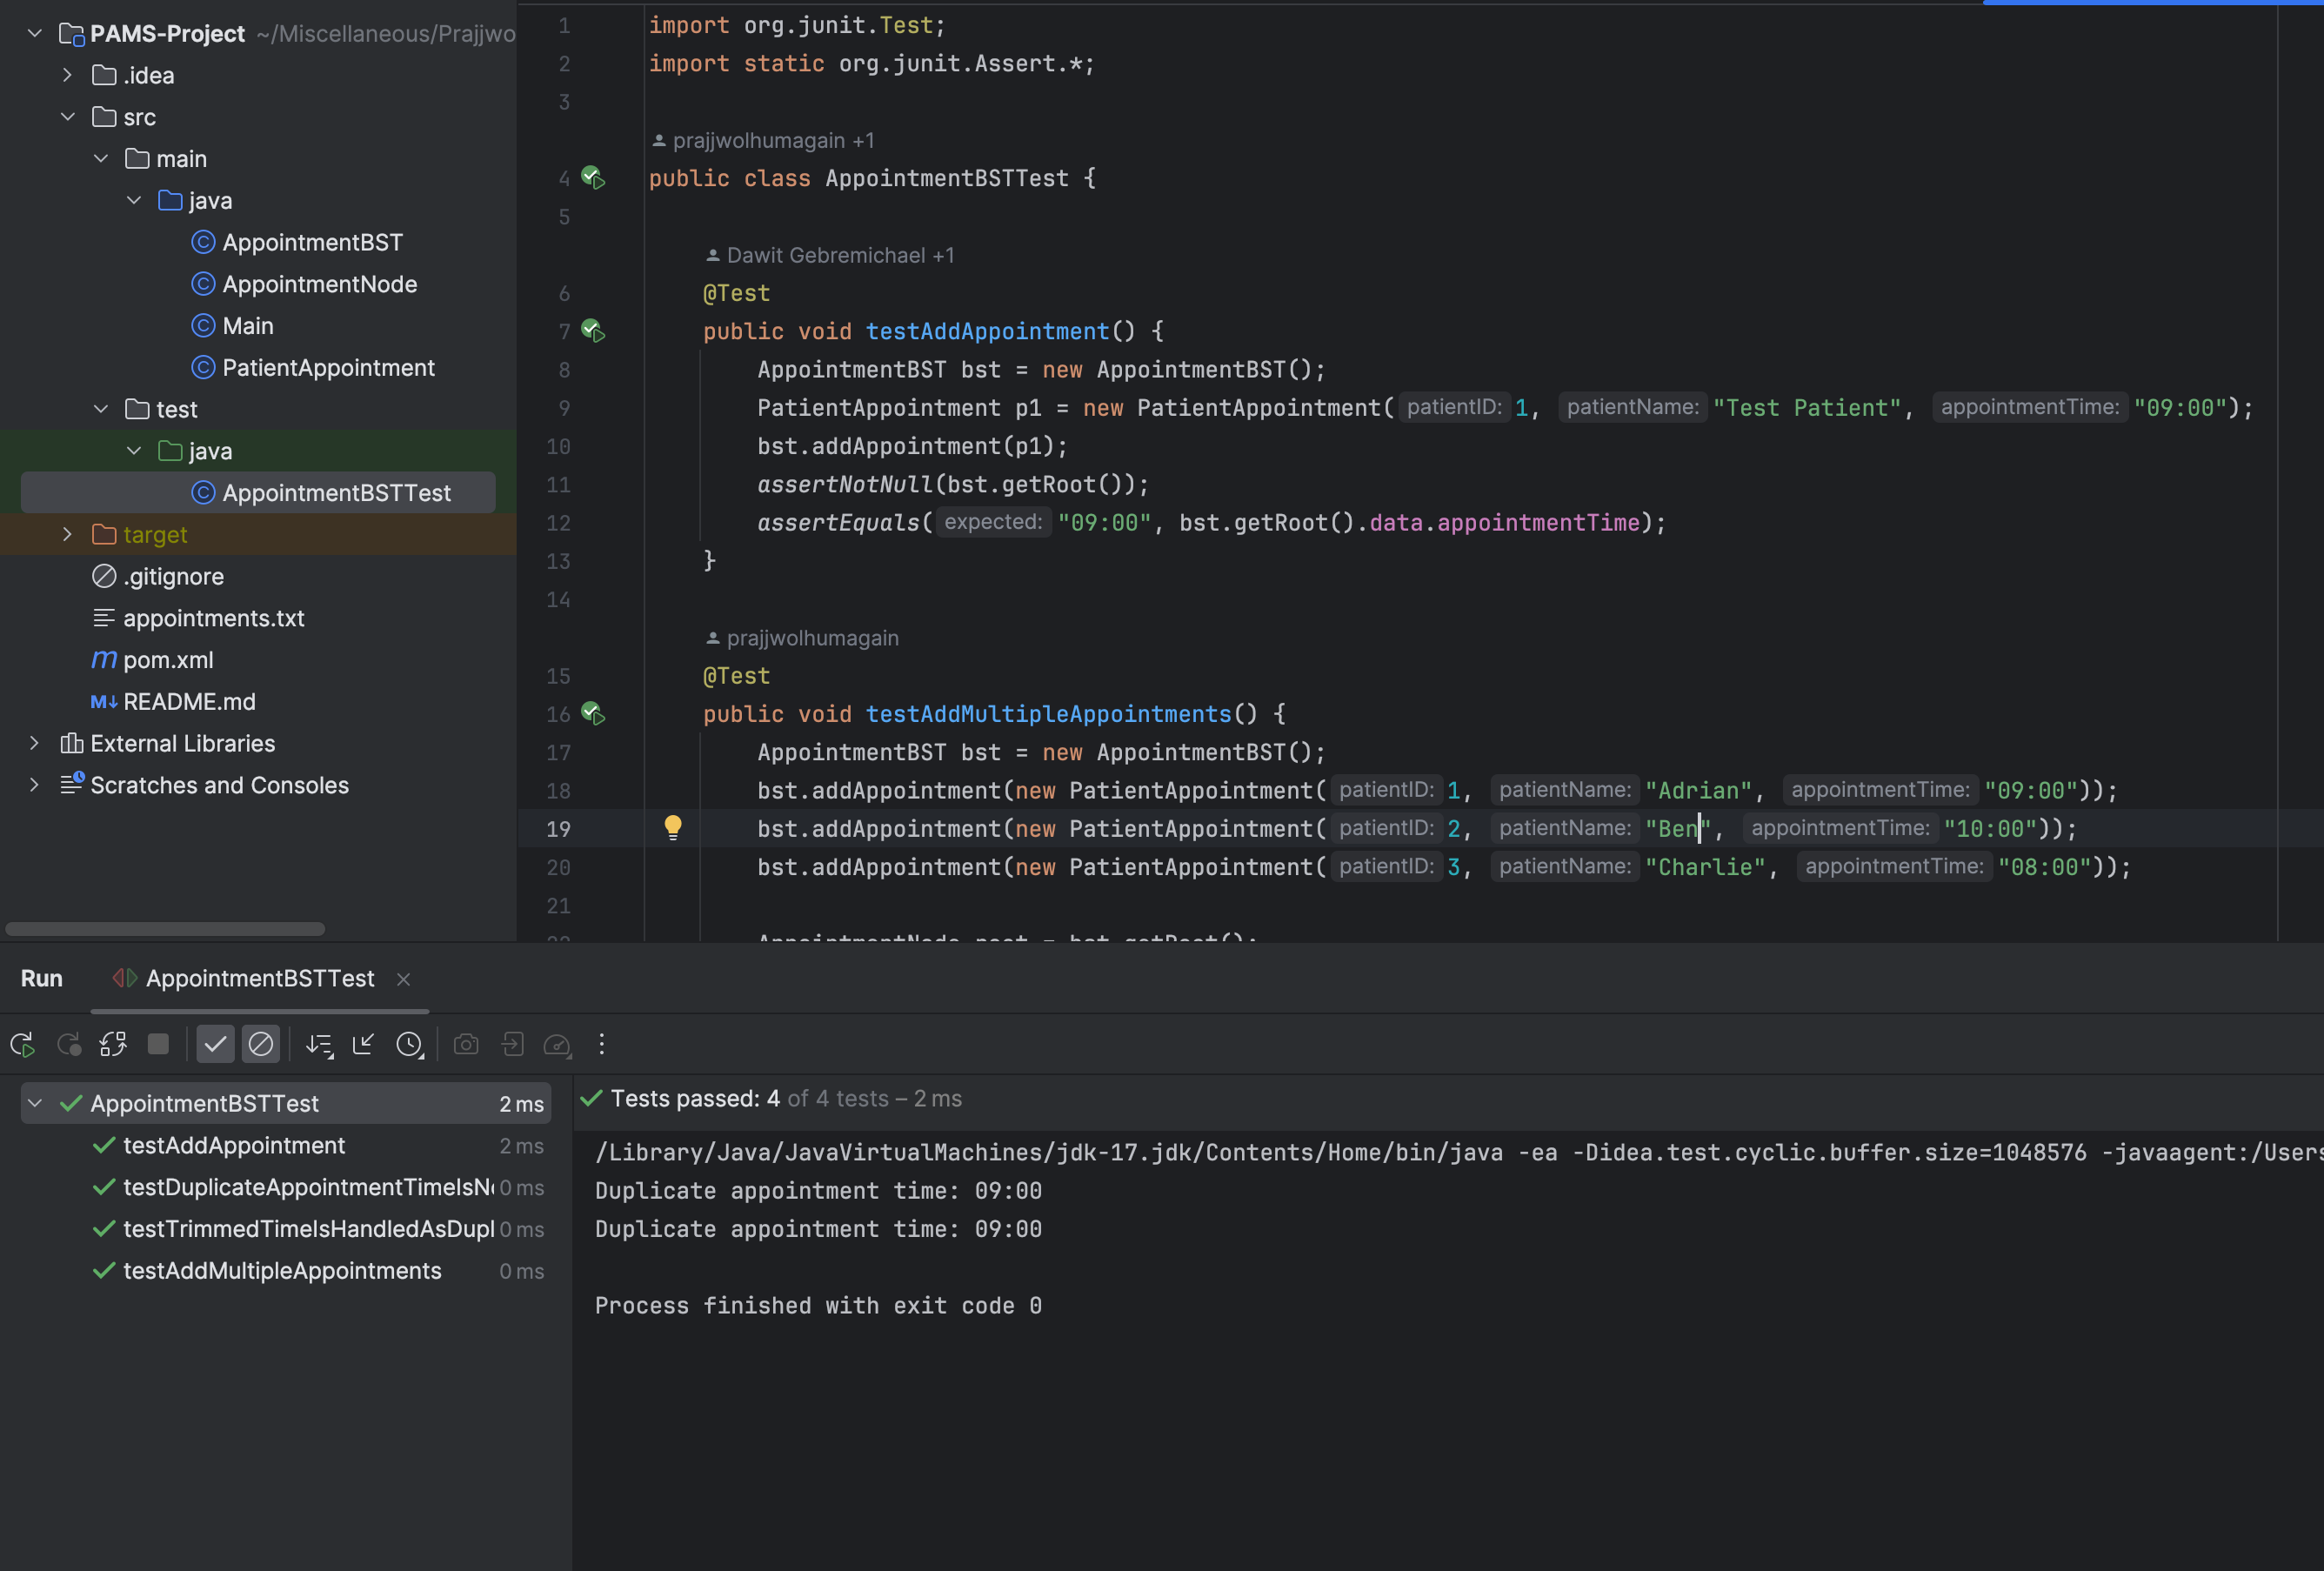 PAMS-Project ~/Miscellaneous/Prajjwo
.idea
src
main
java
AppointmentBST
AppointmentNode
Main
PatientAppointment
test
java
AppointmentBSTTest
target
.gitignore
appointments.txt
m pom.xml
M↓ README.md
External Libraries
Scratches and Consoles
1 import org.junit.Test;
2 import static org.junit.Assert.*;
3
prajjwolhumagain +1
4 public class AppointmentBSTTest {
5
Dawit Gebremichael +1
6 @Test
7 public void testAddAppointment() {
8 AppointmentBST bst = new AppointmentBST();
9 PatientAppointment p1 = new PatientAppointment( patientID: 1, patientName: "Test Patient", appointmentTime: "09:00");
10 bst.addAppointment(p1);
11 assertNotNull(bst.getRoot());
12 assertEquals( expected: "09:00", bst.getRoot().data.appointmentTime);
13 }
14
prajjwolhumagain
15 @Test
16 public void testAddMultipleAppointments() {
17 AppointmentBST bst = new AppointmentBST();
18 bst.addAppointment(new PatientAppointment( patientID: 1, patientName: "Adrian", appointmentTime: "09:00"));
19 bst.addAppointment(new PatientAppointment( patientID: 2, patientName: "Ben", appointmentTime: "10:00"));
20 bst.addAppointment(new PatientAppointment( patientID: 3, patientName: "Charlie", appointmentTime: "08:00"));
21
22 AppointmentNode root = bst.getRoot();
Run AppointmentBSTTest
AppointmentBSTTest 2 ms
testAddAppointment 2 ms
testDuplicateAppointmentTimeIsN 0 ms
testTrimmedTimeIsHandledAsDupl 0 ms
testAddMultipleAppointments 0 ms
Tests passed: 4 of 4 tests – 2 ms
/Library/Java/JavaVirtualMachines/jdk-17.jdk/Contents/Home/bin/java -ea -Didea.test.cyclic.buffer.size=1048576 -javaagent:/Users
Duplicate appointment time: 09:00
Duplicate appointment time: 09:00
Process finished with exit code 0